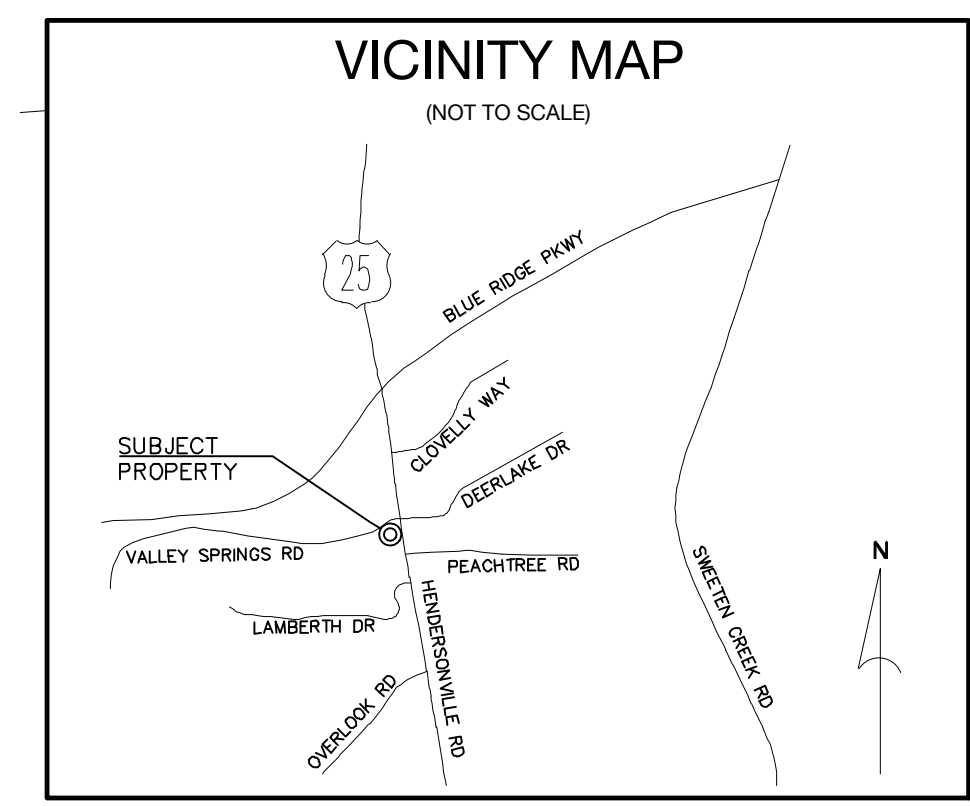 VICINITY MAP
(NOT TO SCALE)
25
BLUE RIDGE PKWY
CLOVELLY WAY
SUBJECT
PROPERTY
DEERLAKE DR
VALLEY SPRINGS RD
PEACHTREE RD
N
LAMBERTH DR
HENDERSONVILLE RD
SWEETEN CREEK RD
OVERLOOK RD